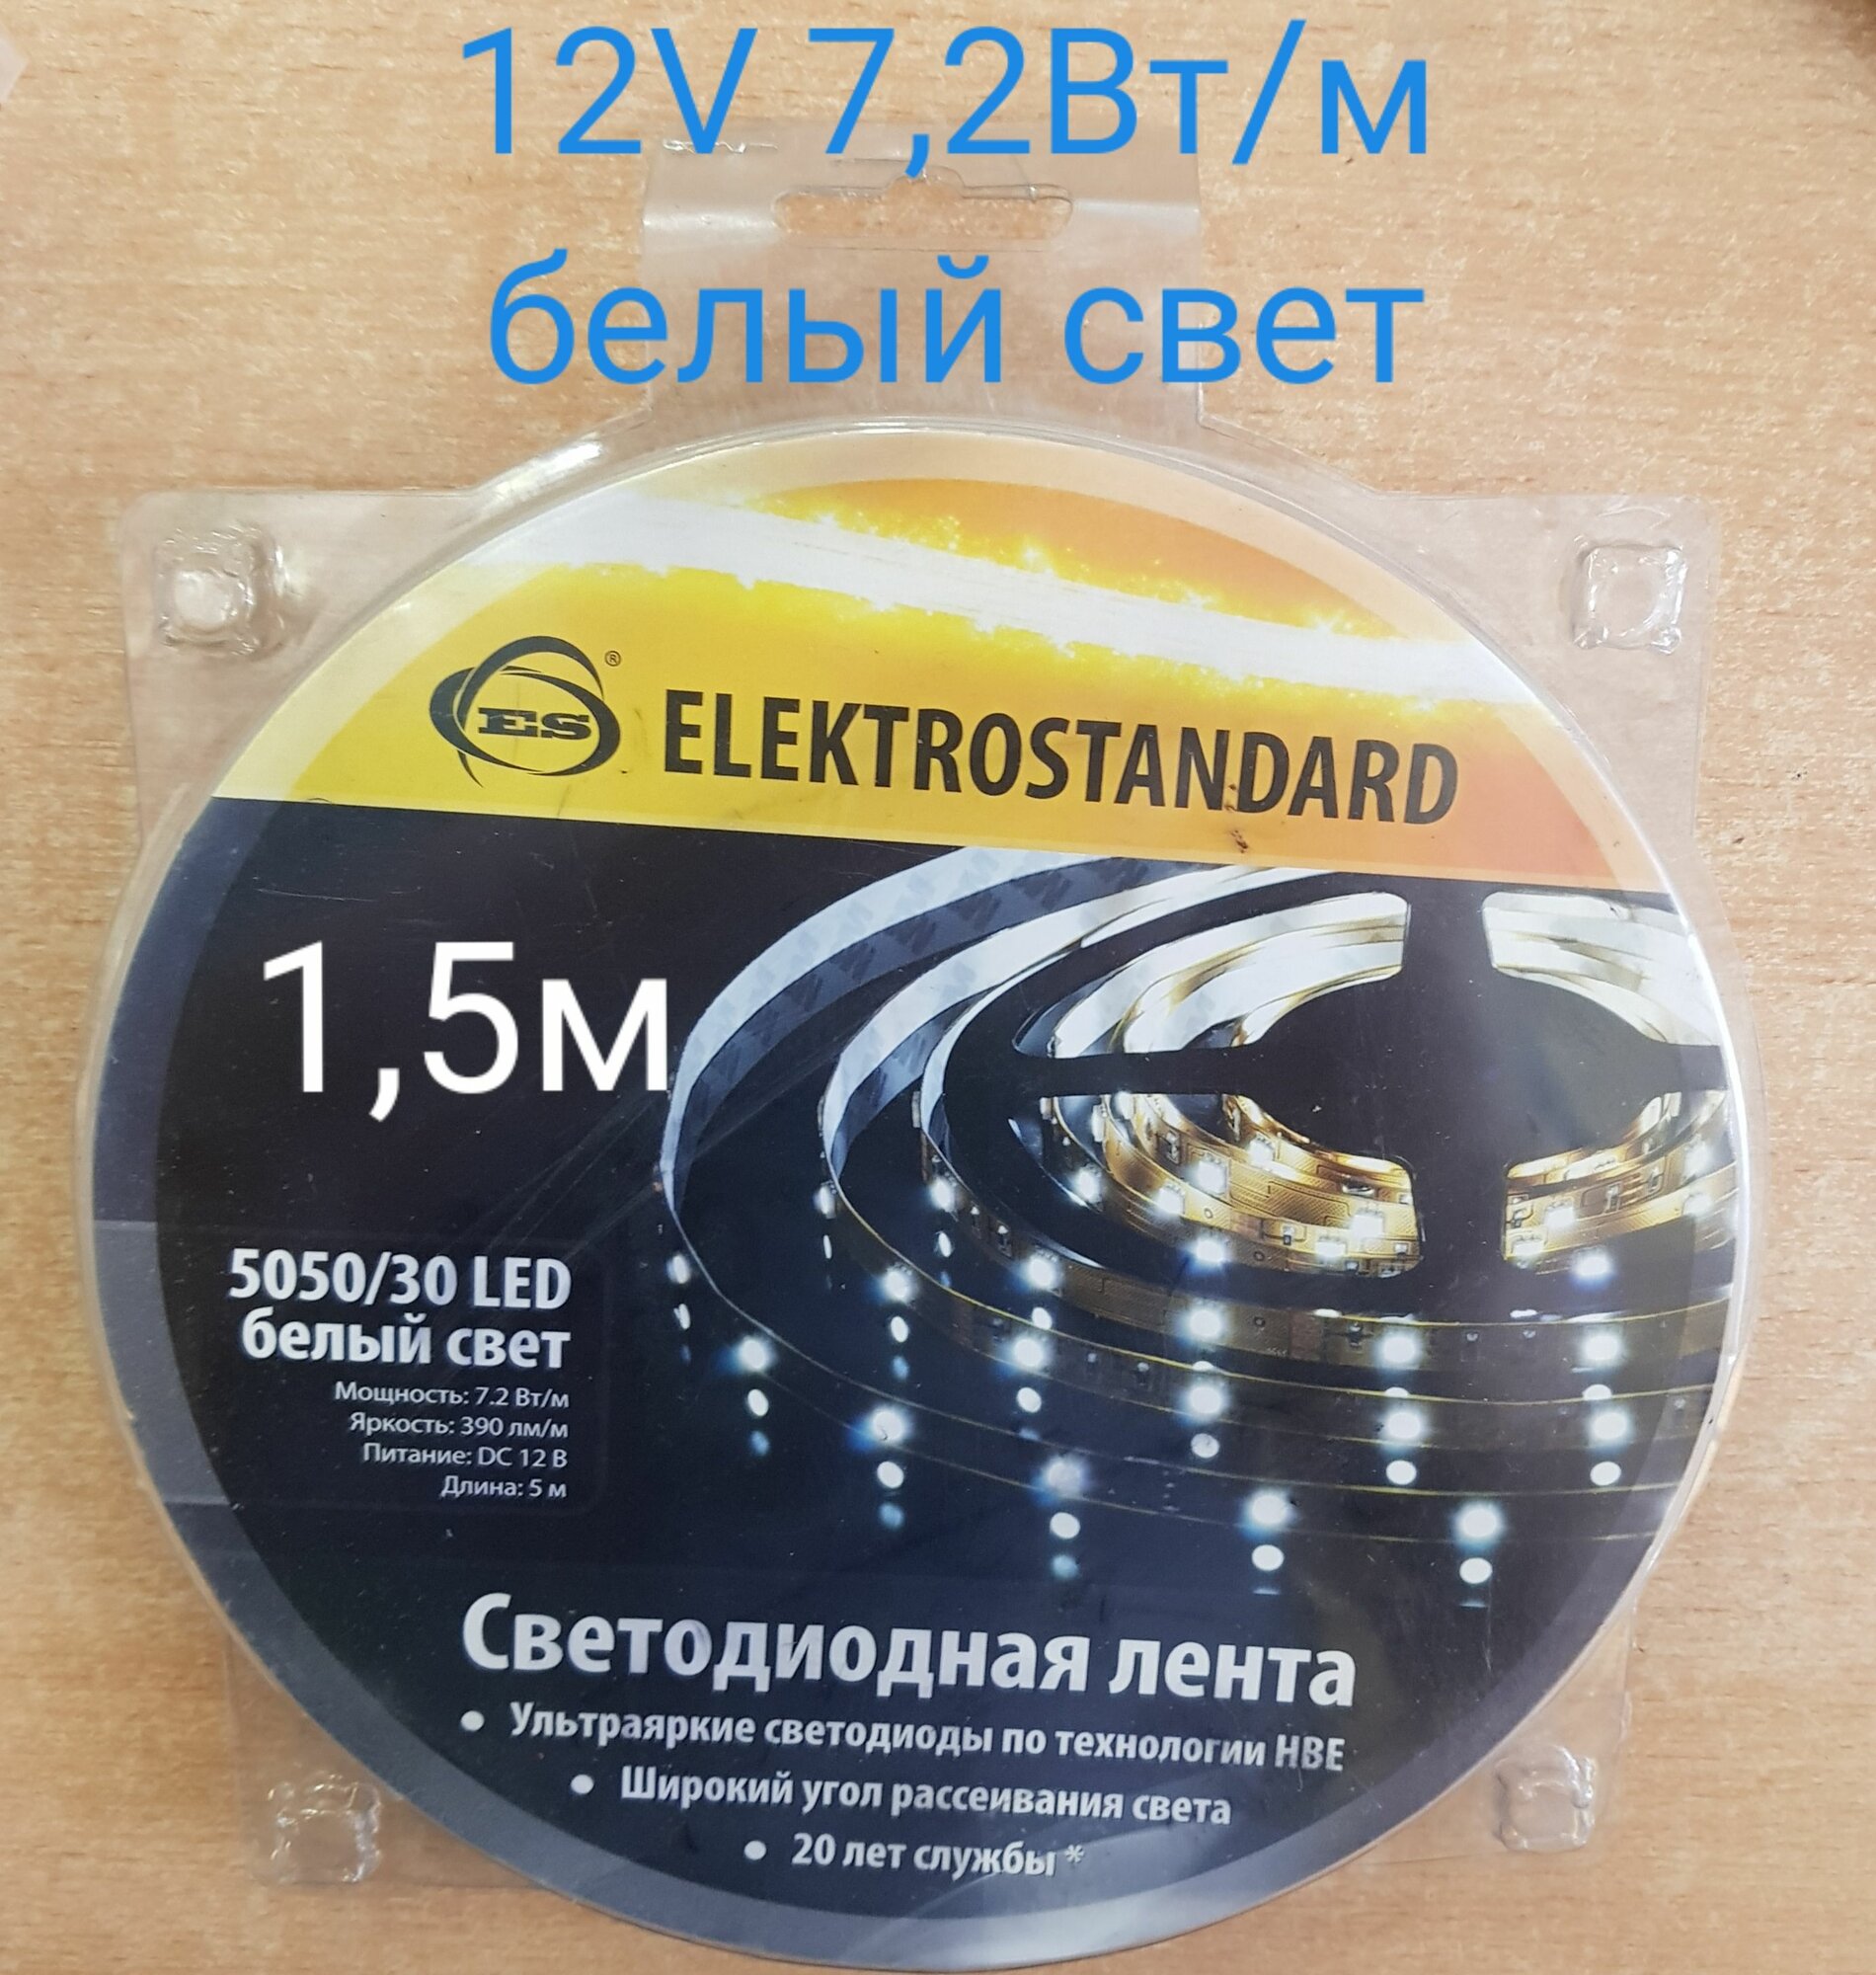 12V 7,2Вт/м
белый свет
ES®
ELEKTROSTANDARD
1,5м
5050/30 LED
белый свет
Мощность: 7.2 Вт/м
Яркость: 390 лм/м
Питание: DC 12 В
Длина: 5 м
Светодиодная лента
• Ультраяркие светодиоды по технологии HBE
• Широкий угол рассеивания света
• 20 лет службы *